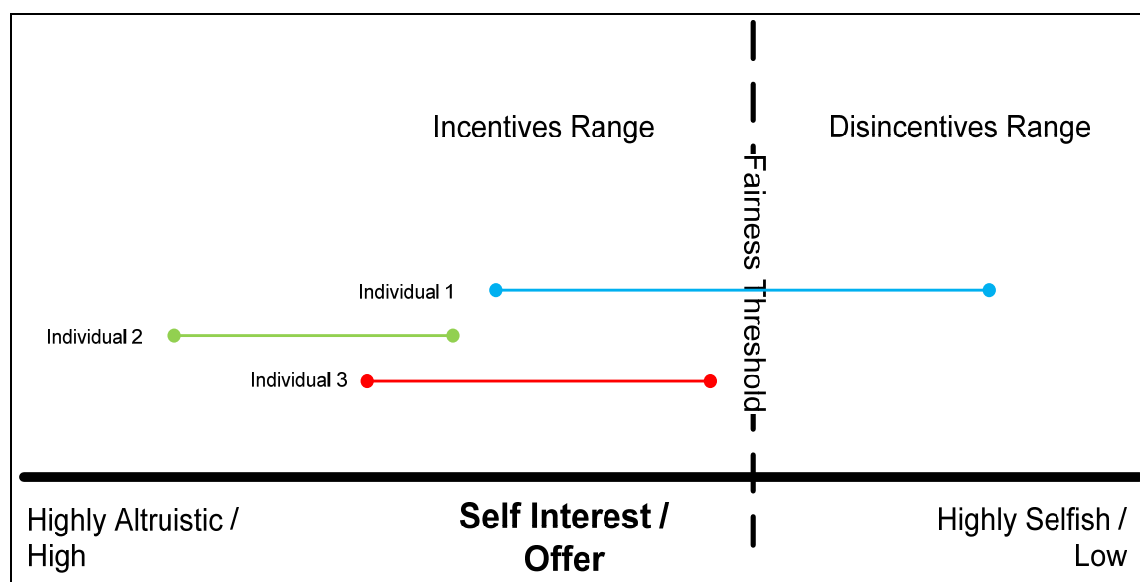 Incentives Range
Disincentives Range
Fairness Threshold
Individual 1
Individual 2
Individual 3
Highly Altruistic /
High
Self Interest /
Offer
Highly Selfish /
Low